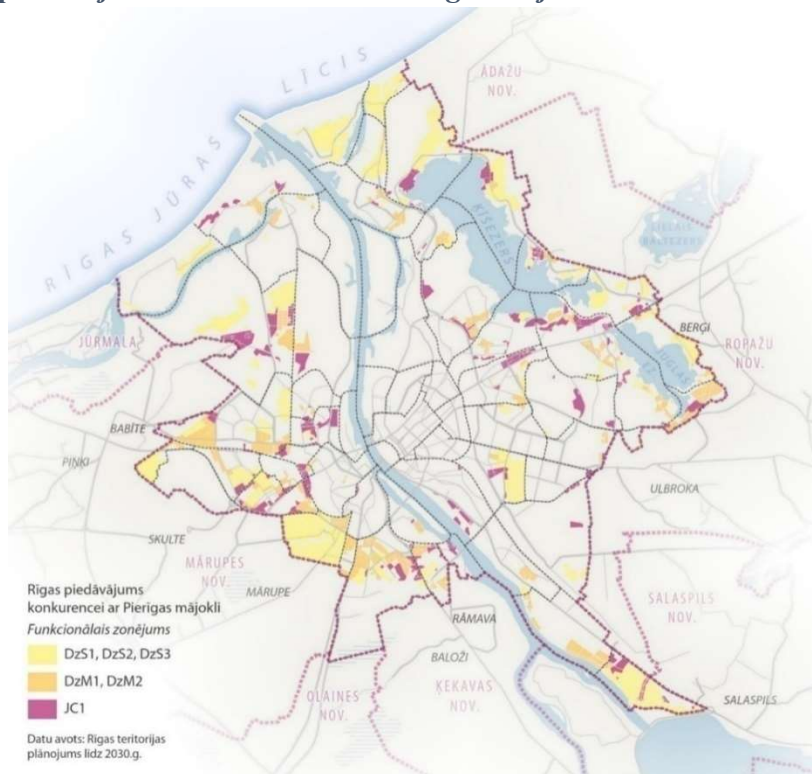 RĪGAS JŪRAS LĪCIS
ĀDAŽU
NOV.
ĶĪŠEZERS
LIELAIS
BALTEZERS
JŪRMALA
BERĢI
ROPAŽU
NOV.
JUGLAS
EZ.
BABĪTE
PIŅĶI
ULBROKA
SKULTE
MĀRUPES
NOV.
MĀRUPE
SALASPILS
NOV.
RĀMAVA
BALOŽI
ĶEKAVAS
NOV.
OLAINES
NOV.
SALASPILS
Rīgas piedāvājums
konkurencei ar Pierīgas mājokli
Funkcionālais zonējums
DzS1, DzS2, DzS3
DzM1, DzM2
JC1
Datu avots: Rīgas teritorijas
plānojums līdz 2030.g.